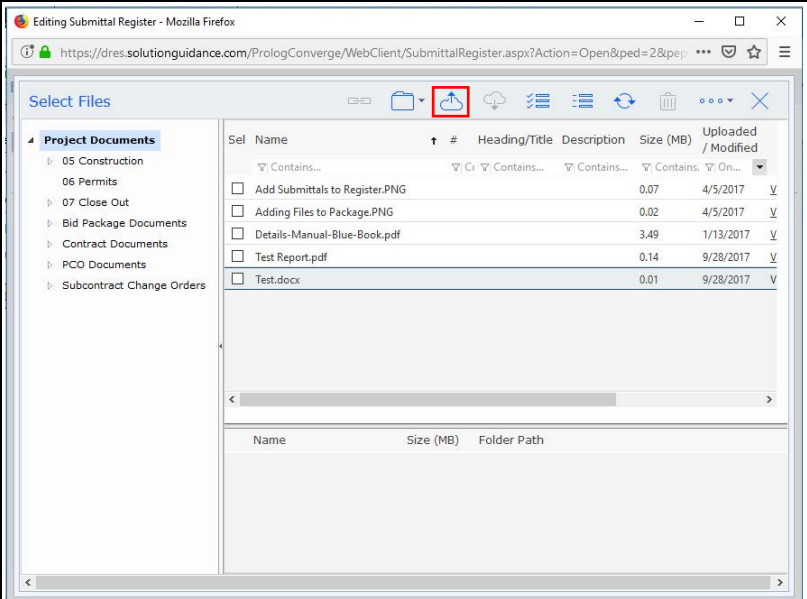 Editing Submittal Register - Mozilla Firefox
https://dres.solutionguidance.com/PrologConverge/WebClient/SubmittalRegister.aspx?Action=Open&ped=2&pep
Select Files
Project Documents
05 Construction
06 Permits
07 Close Out
Bid Package Documents
Contract Documents
PCO Documents
Subcontract Change Orders
Sel Name # Heading/Title Description Size (MB) Uploaded / Modified
Contains... Cr Contains... Contains... Contains. On...
Add Submittals to Register.PNG 0.07 4/5/2017 V
Adding Files to Package.PNG 0.02 4/5/2017 V
Details-Manual-Blue-Book.pdf 3.49 1/13/2017 V
Test Report.pdf 0.14 9/28/2017 V
Test.docx 0.01 9/28/2017 V
Name Size (MB) Folder Path